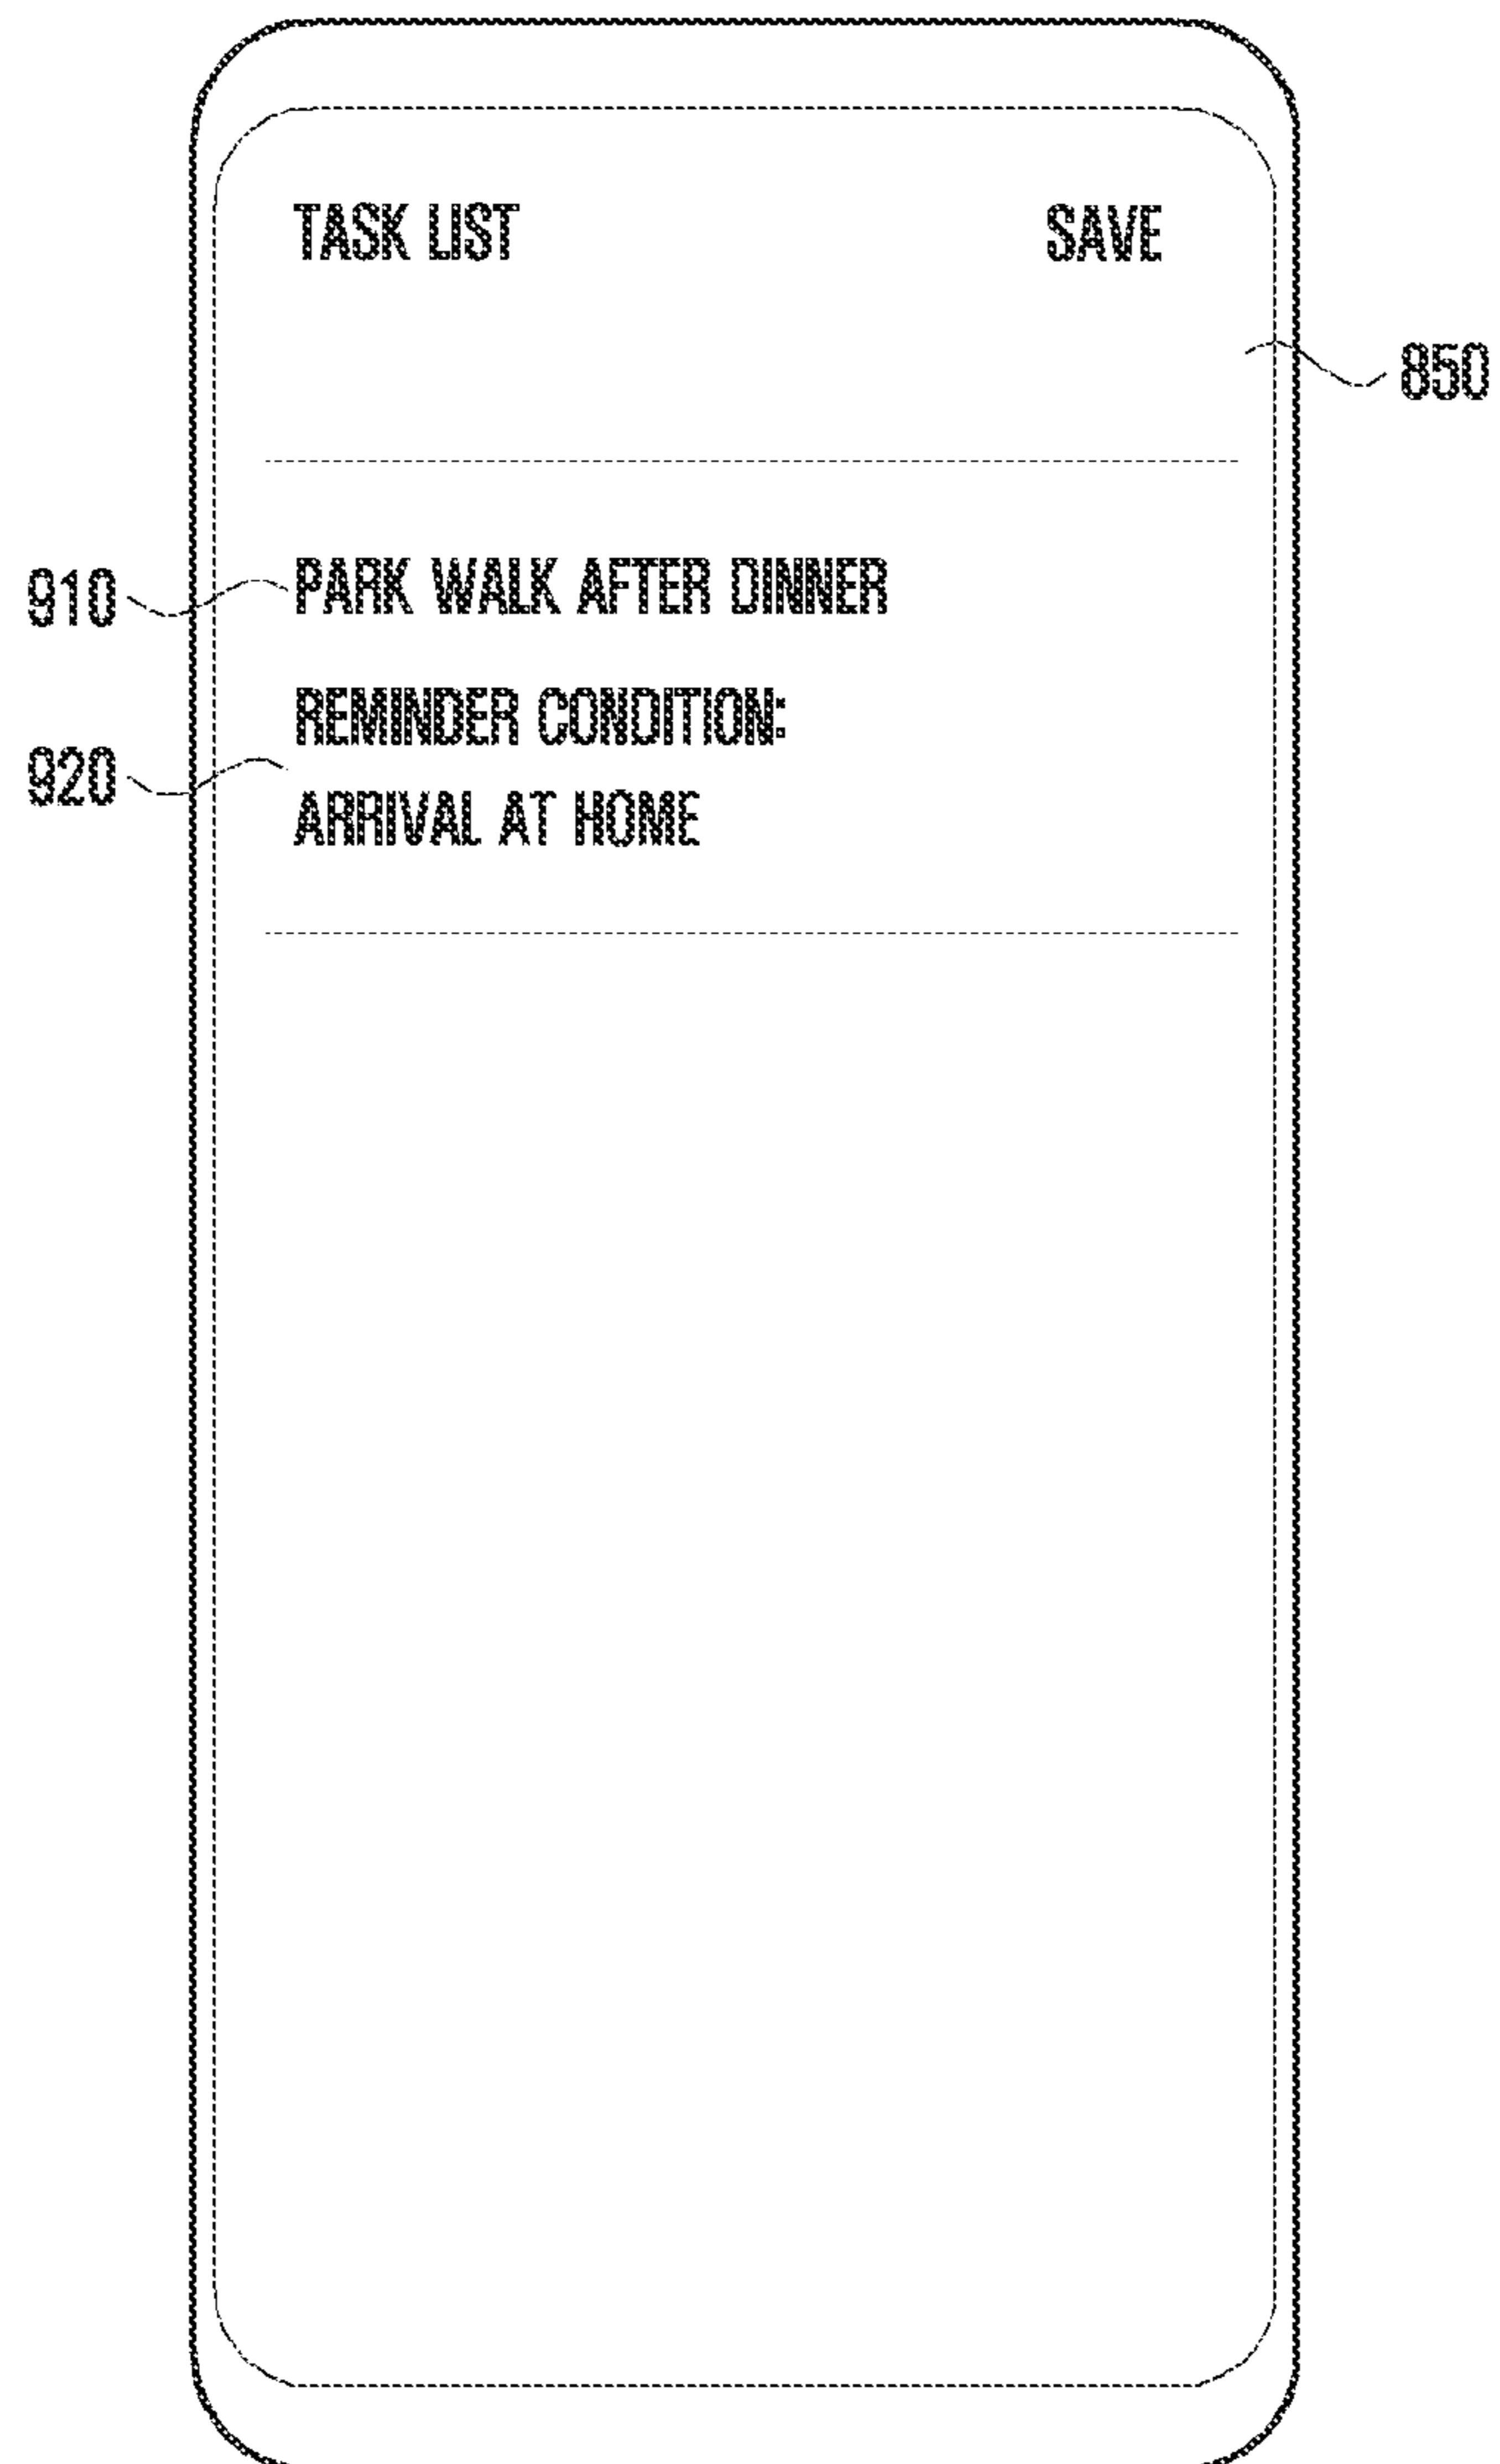 TASK LIST SAVE
850
910 PARK WALK AFTER DINNER
REMINDER CONDITION:
920
ARRIVAL AT HOME